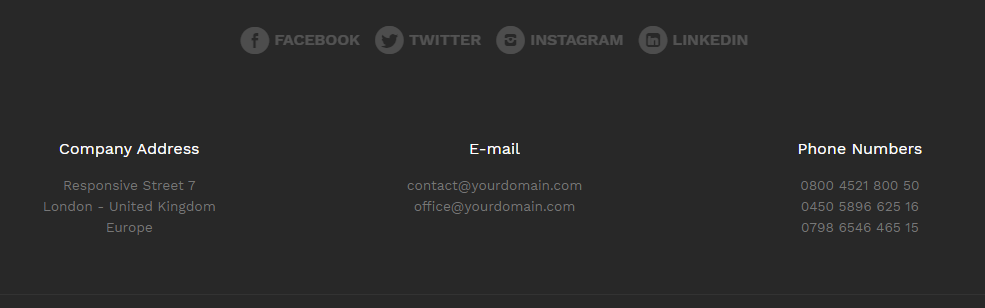 FACEBOOK TWITTER INSTAGRAM LINKEDIN
Company Address
Responsive Street 7
London - United Kingdom
Europe
E-mail
contact@yourdomain.com
office@yourdomain.com
Phone Numbers
0800 4521 800 50
0450 5896 625 16
0798 6546 465 15